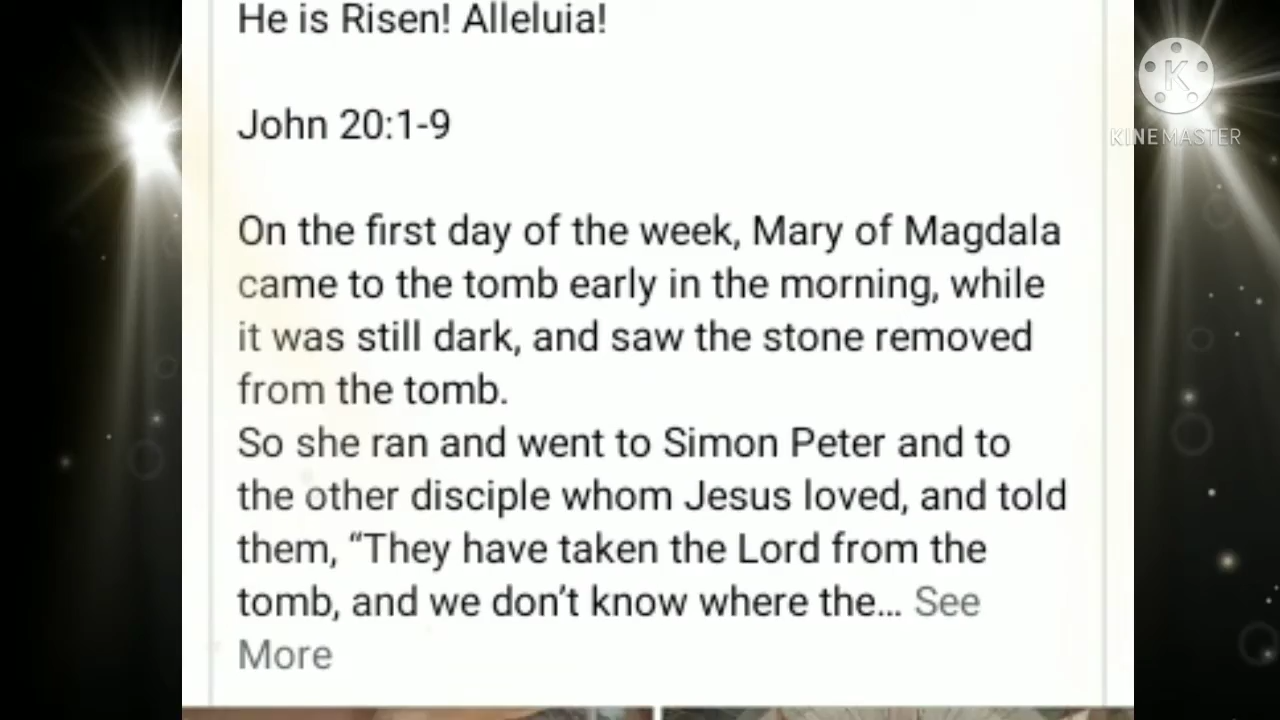 He is Risen! Alleluia!
John 20:1-9
On the first day of the week, Mary of Magdala
came to the tomb early in the morning, while
it was still dark, and saw the stone removed
from the tomb.
So she ran and went to Simon Peter and to
the other disciple whom Jesus loved, and told
them, “They have taken the Lord from the
tomb, and we don’t know where the... See
More
K
KINEMASTER